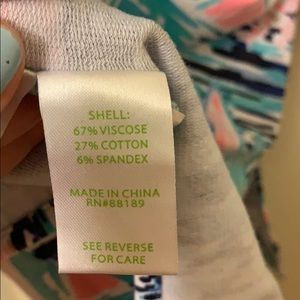 SHELL:
67% VISCOSE
27% COTTON
6% SPANDEX
MADE IN CHINA
RN#88189
SEE REVERSE
FOR CARE